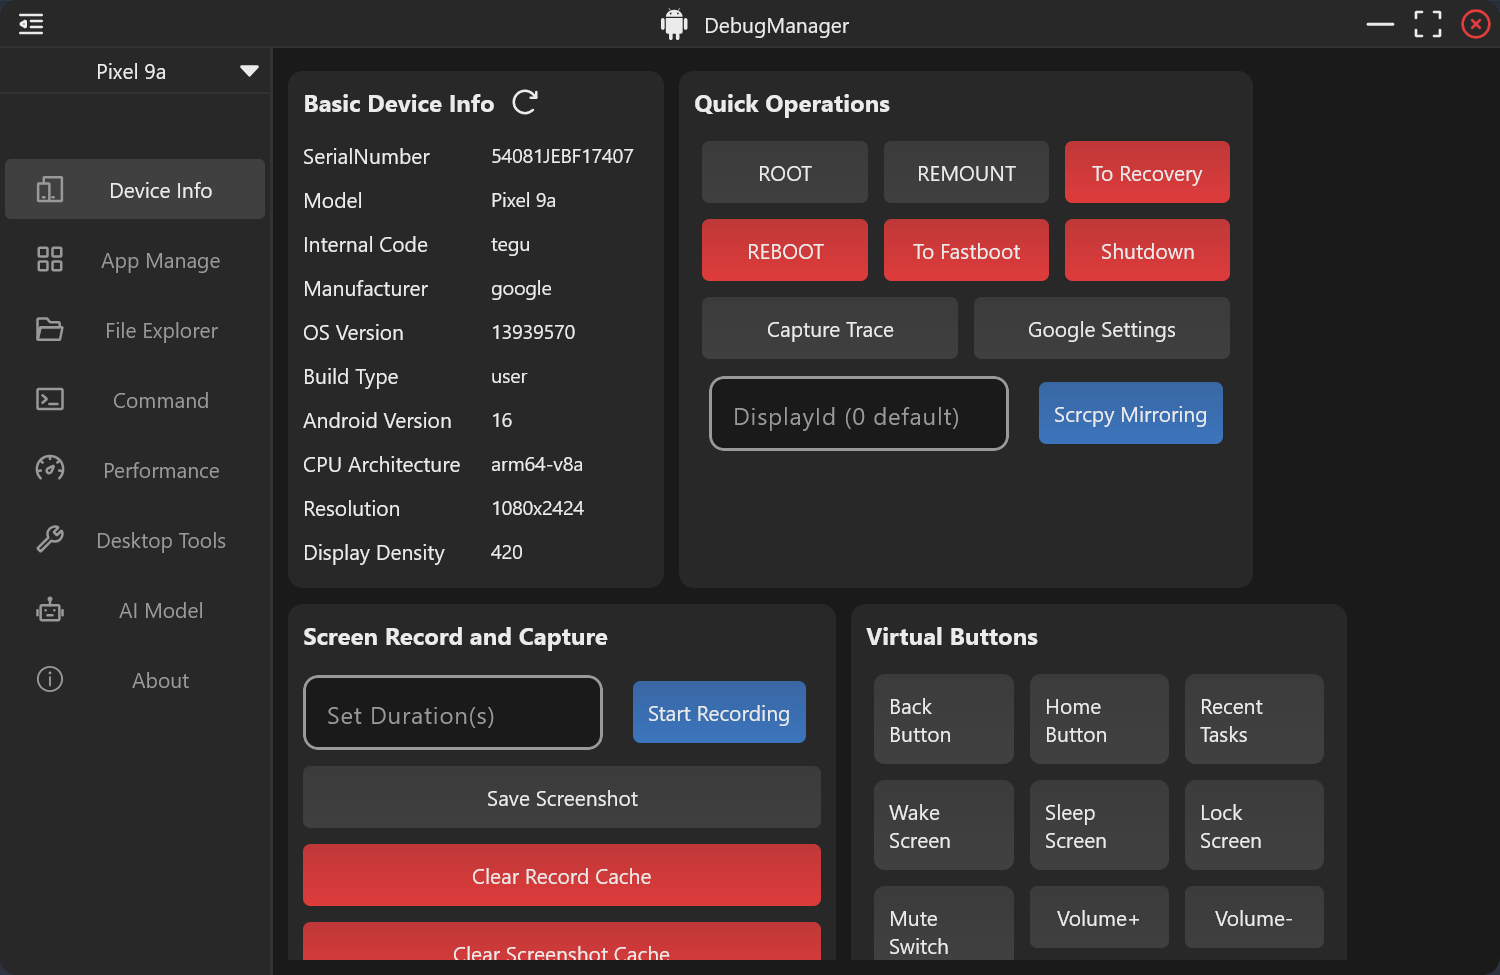 DebugManager
Pixel 9a
Device Info
App Manage
File Explorer
Command
Performance
Desktop Tools
AI Model
About
Basic Device Info
SerialNumber 54081JEBF17407
Model Pixel 9a
Internal Code tegu
Manufacturer google
OS Version 13939570
Build Type user
Android Version 16
CPU Architecture arm64-v8a
Resolution 1080x2424
Display Density 420
Quick Operations
ROOT REMOUNT To Recovery
REBOOT To Fastboot Shutdown
Capture Trace Google Settings
DisplayId (0 default) Scrcpy Mirroring
Screen Record and Capture
Set Duration(s) Start Recording
Save Screenshot
Clear Record Cache
Clear Screenshot Cache
Virtual Buttons
Back
Button
Home
Button
Recent
Tasks
Wake
Screen
Sleep
Screen
Lock
Screen
Mute
Switch
Volume+
Volume-